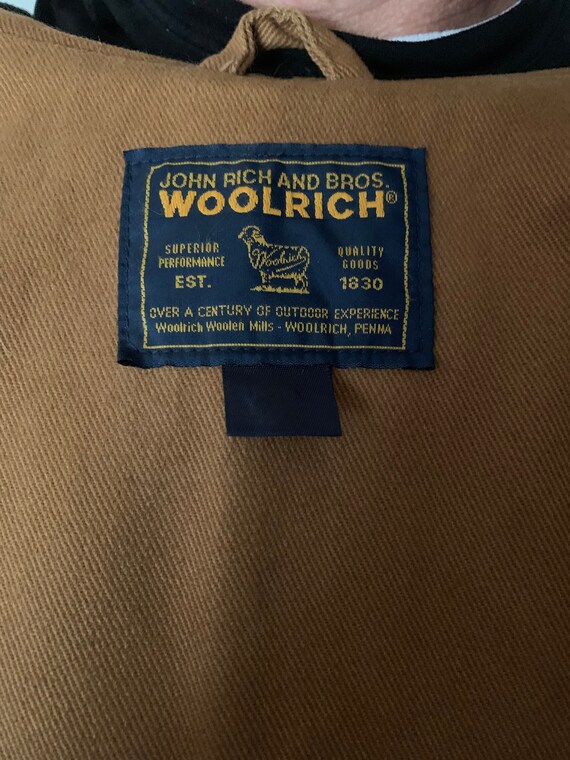 JOHN RICH AND BROS.
WOOLRICH®
SUPERIOR PERFORMANCE
Woolrich
QUALITY GOODS
EST. 1830
OVER A CENTURY OF OUTDOOR EXPERIENCE
Woolrich Woolen Mills - WOOLRICH, PENNA